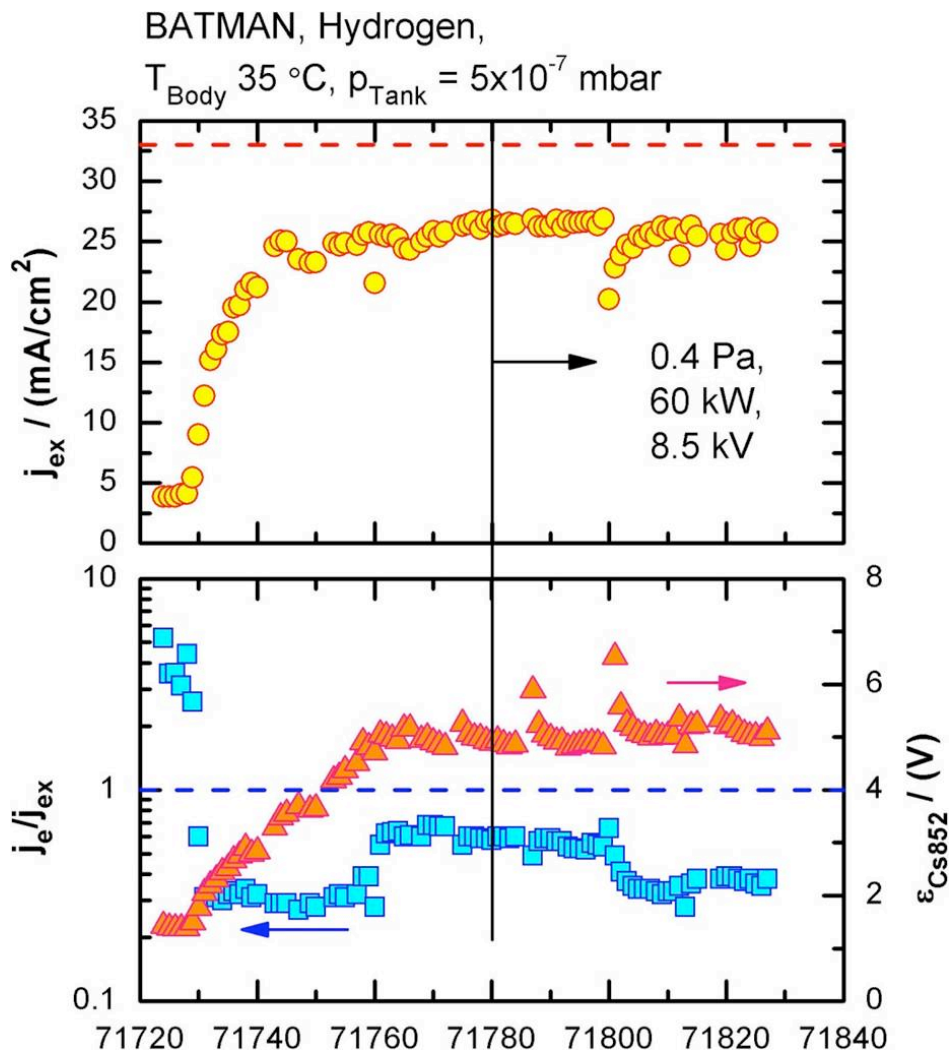 BATMAN, Hydrogen,
T_Body 35 °C, p_Tank = 5x10^-7 mbar
35
30
25
20
15
10
5
0
j_ex / (mA/cm^2)
0.4 Pa,
60 kW,
8.5 kV
10
1
0.1
j_e/j_ex
8
6
4
2
0
ε_Cs852 / (V)
71720 71740 71760 71780 71800 71820 71840